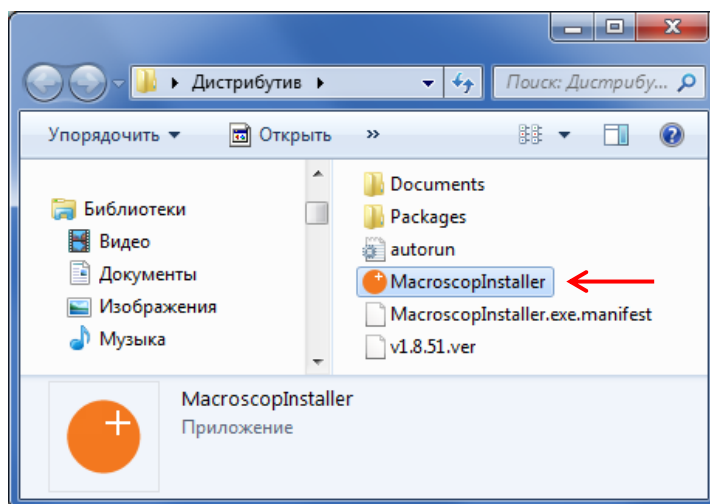 Дистрибутив
Поиск: Дистрибу...
Упорядочить
Открыть
»
Библиотеки
Видео
Документы
Изображения
Музыка
Documents
Packages
autorun
MacroscopInstaller
MacroscopInstaller.exe.manifest
v1.8.51.ver
MacroscopInstaller
Приложение